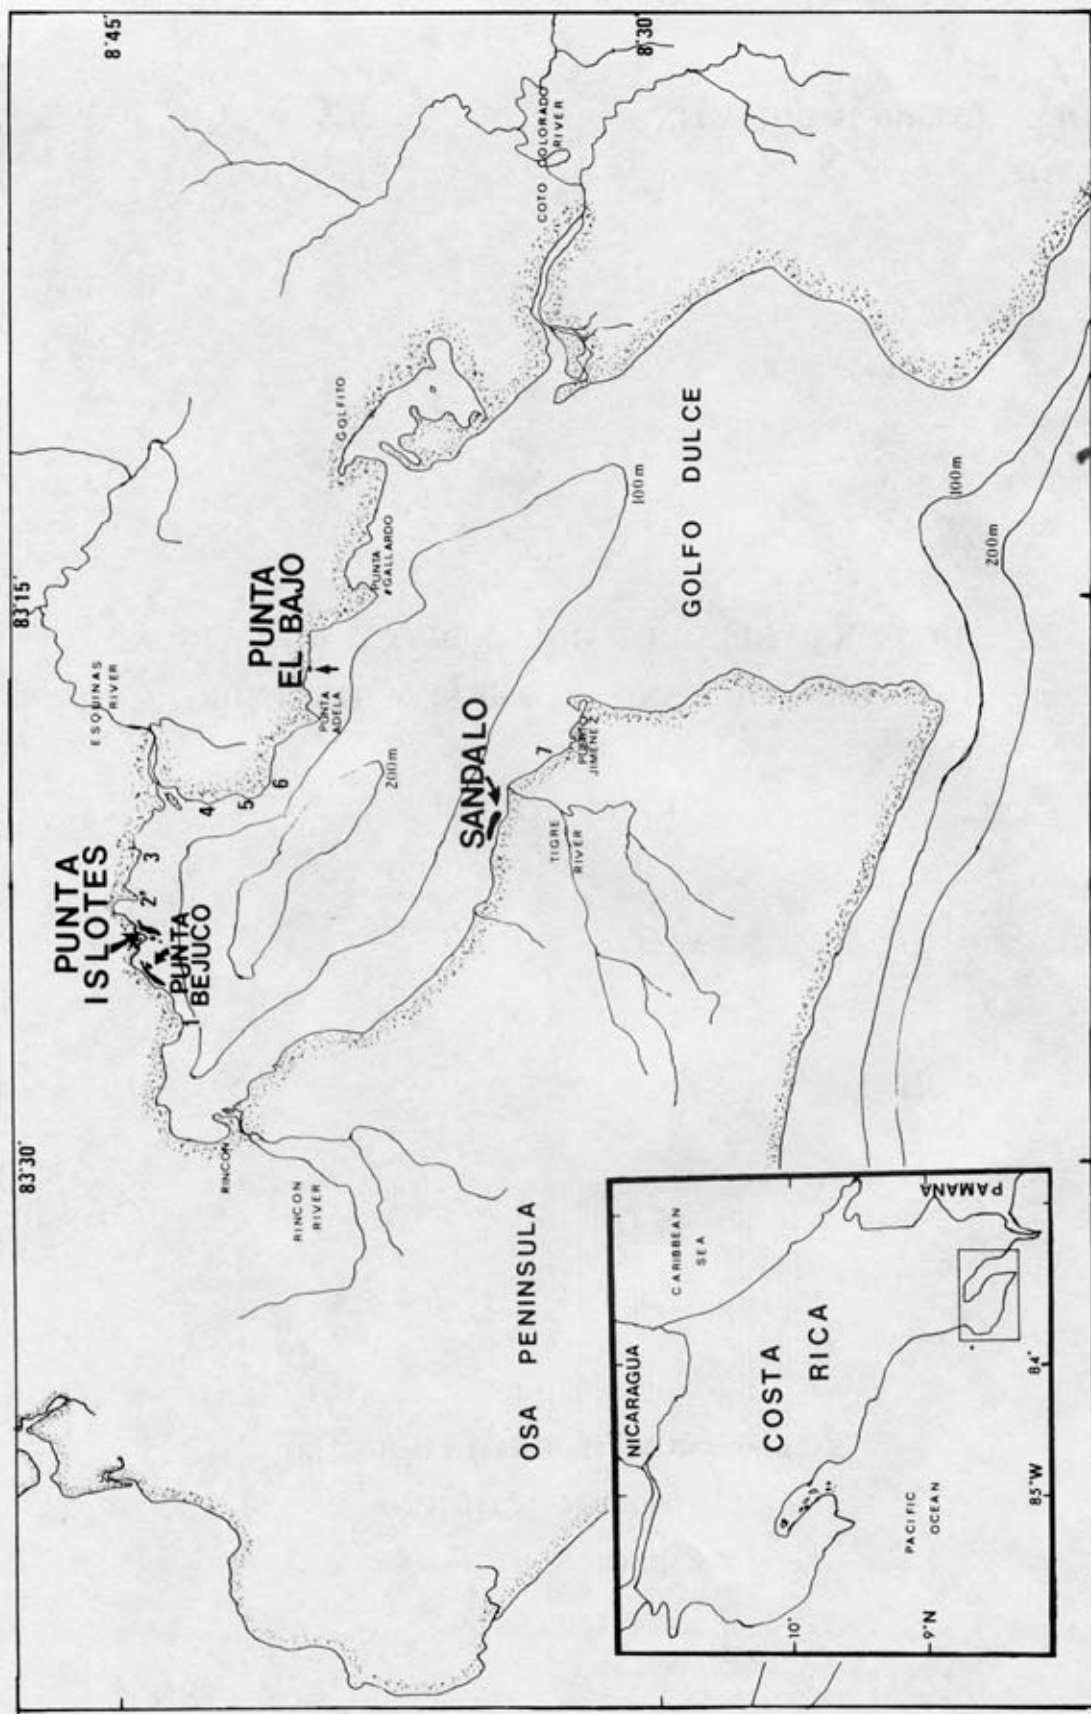 8°45'
8°30'
83°15'
83°30'
COTO COLORADO
RIVER
GOLFITO
PUNTA
GALLARDO
PUNTA
EL BAJO
PUNTA
ADELA
ESQUINAS
RIVER
PUNTA
ISLOTES
PUNTA
BEJUCO
1
2
3
4
5
6
7
200m
100m
SANDALO
PUERTO
JIMENEZ
TIGRE
RIVER
GOLFO DULCE
100m
200m
RINCON
RINCON
RIVER
OSA PENINSULA
NICARAGUA
CARIBBEAN
SEA
COSTA
RICA
PAMANA
PACIFIC
OCEAN
10°
9°N
85°W
84°